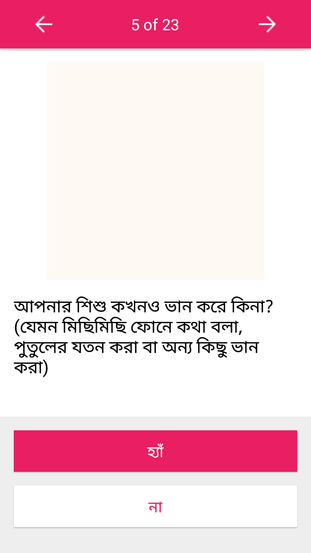 5 of 23
আপনার শিশু কখনও ভান করে কিনা?
(যেমন মিছিমিছি ফোনে কথা বলা,
পুতুলের যতন করা বা অন্য কিছু ভান
করা)
হ্যাঁ
না